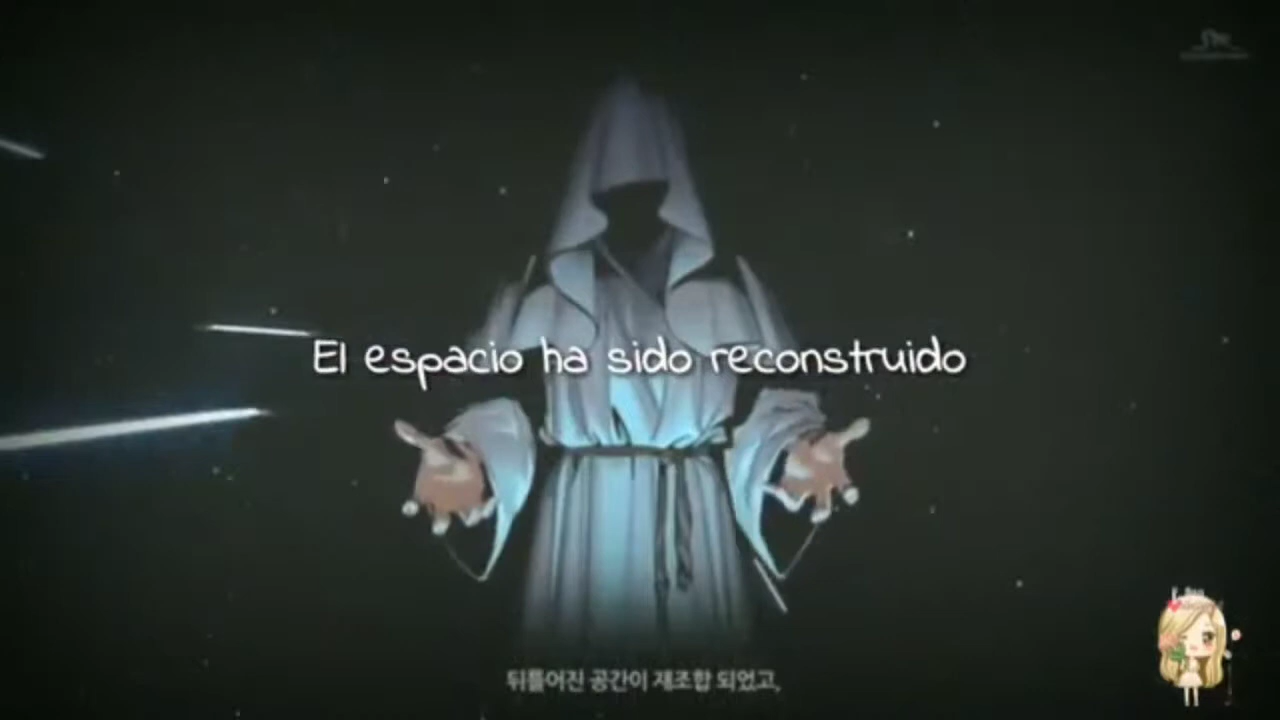 El espacio ha sido reconstruido
뒤틀어진 공간이 재조합 되었고,